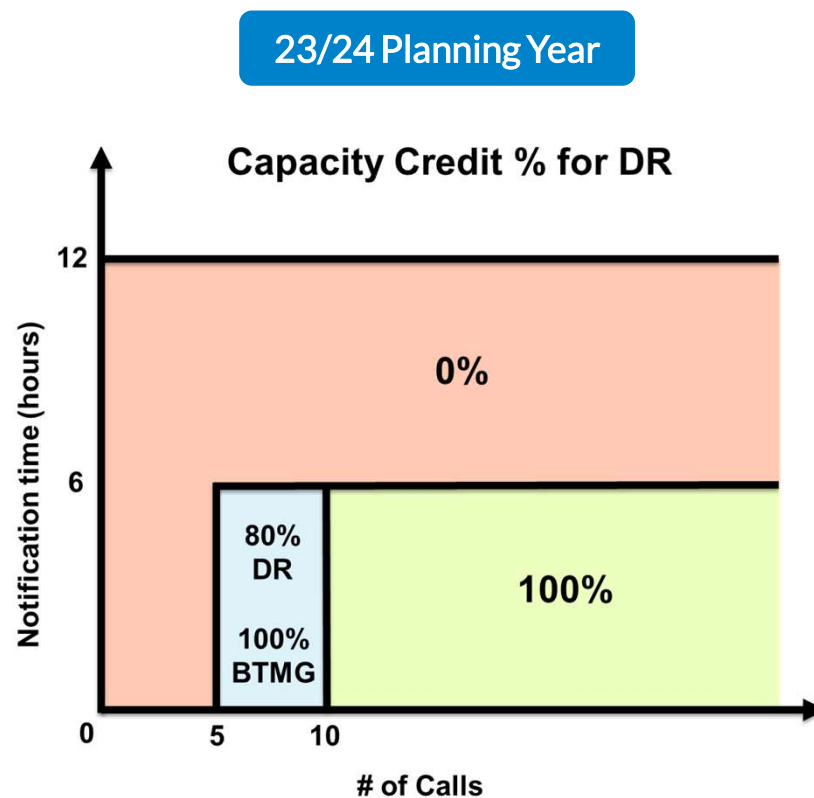 23/24 Planning Year
Capacity Credit % for DR
12
0%
Notification time (hours)
6
80%
DR
100%
BTMG
100%
0
5
10
# of Calls